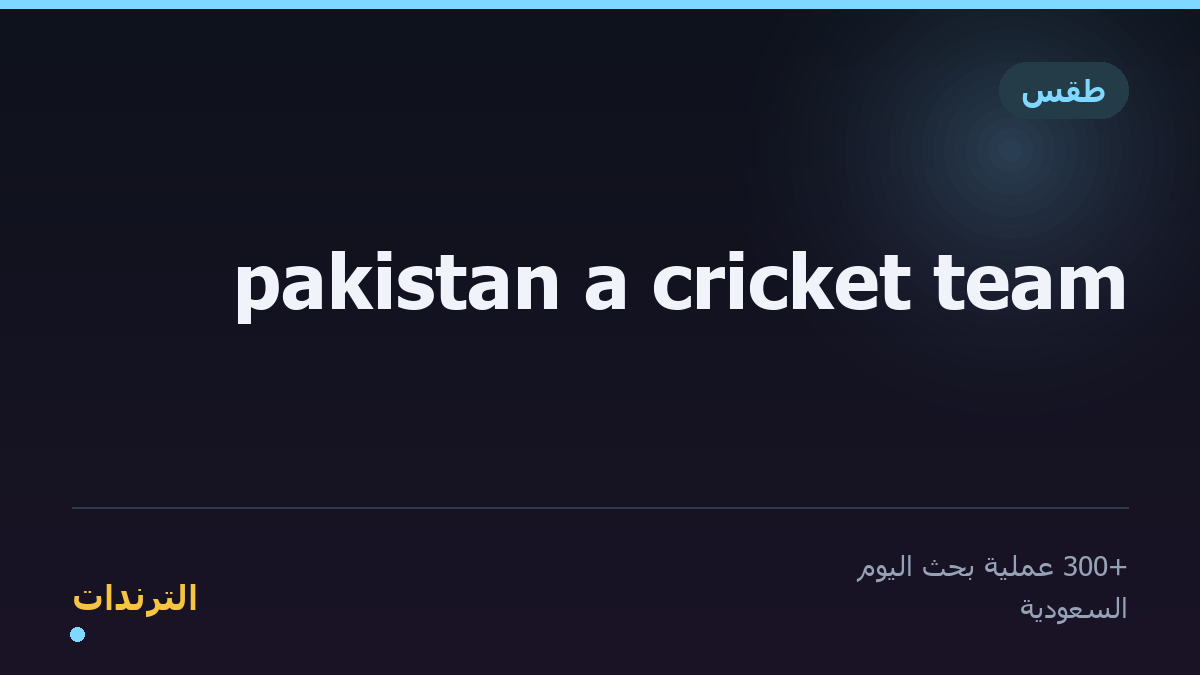 طقس
pakistan a cricket team
+300 عملية بحث اليوم
السعودية
الترندات